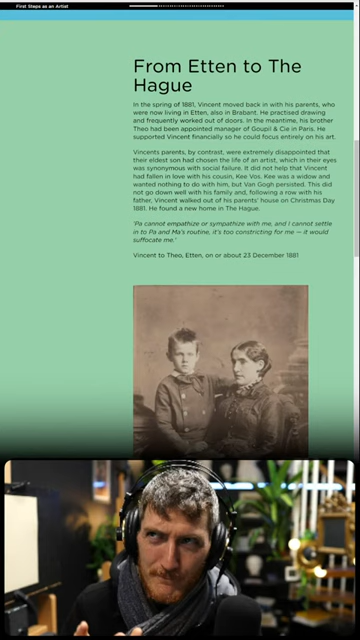 First Steps as an Artist
From Etten to The
Hague
In the spring of 1881, Vincent moved back in with his parents, who
were now living in Etten, also in Brabant. He practised drawing
and frequently worked out of doors. In the meantime, his brother
Theo had been appointed manager of Goupil & Cie in Paris. He
supported Vincent financially so he could focus entirely on his art.
Vincents parents, by contrast, were extremely disappointed that
their eldest son had chosen the life of an artist, which in their eyes
was synonymous with social failure. It did not help that Vincent
had fallen in love with his cousin, Kee Vos. Kee was a widow and
wanted nothing to do with him, but Van Gogh persisted. This did
not go down well with his family and, following a row with his
father, Vincent walked out of his parents' house on Christmas Day
1881. He found a new home in The Hague.
'Pa cannot empathize or sympathize with me, and I cannot settle
in to Pa and Ma's routine, it's too constricting for me — it would
suffocate me.'
Vincent to Theo, Etten, on or about 23 December 1881